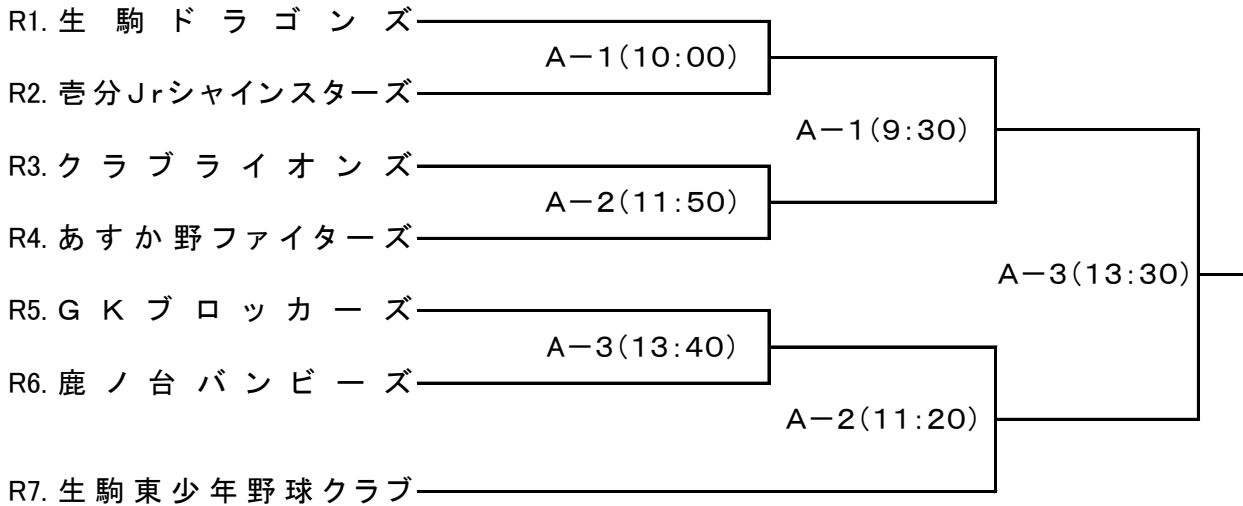 R1. 生駒ドラゴンズ
A－1(10:00)
R2. 壱分Jrシャインスターズ
A－1(9:30)
R3. クラブライオンズ
A－2(11:50)
R4. あすか野ファイターズ
A－3(13:30)
R5. GKブロッカーズ
A－3(13:40)
R6. 鹿ノ台バンビーズ
A－2(11:20)
R7. 生駒東少年野球クラブ